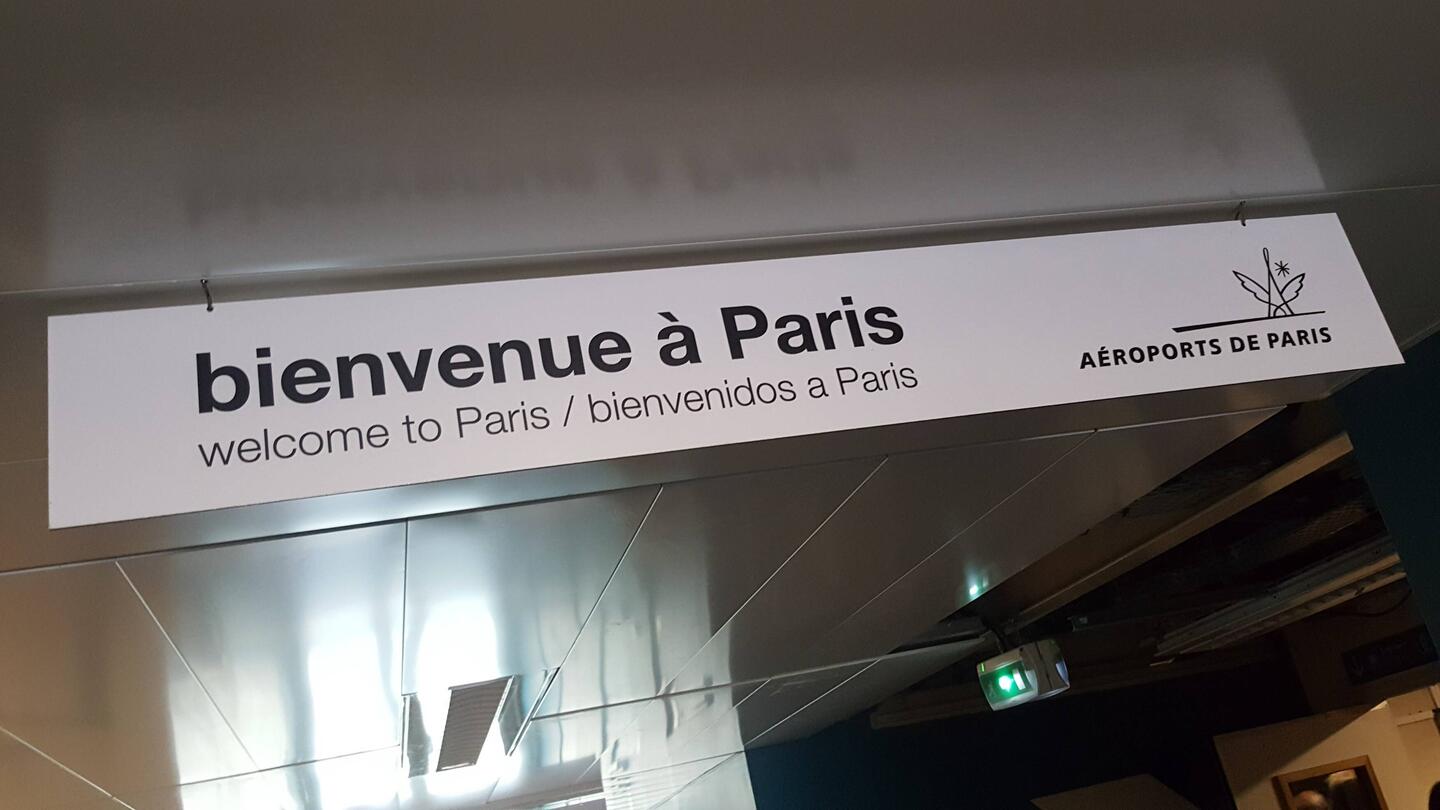 bienvenue à Paris
welcome to Paris / bienvenidos a Paris
AÉROPORTS DE PARIS